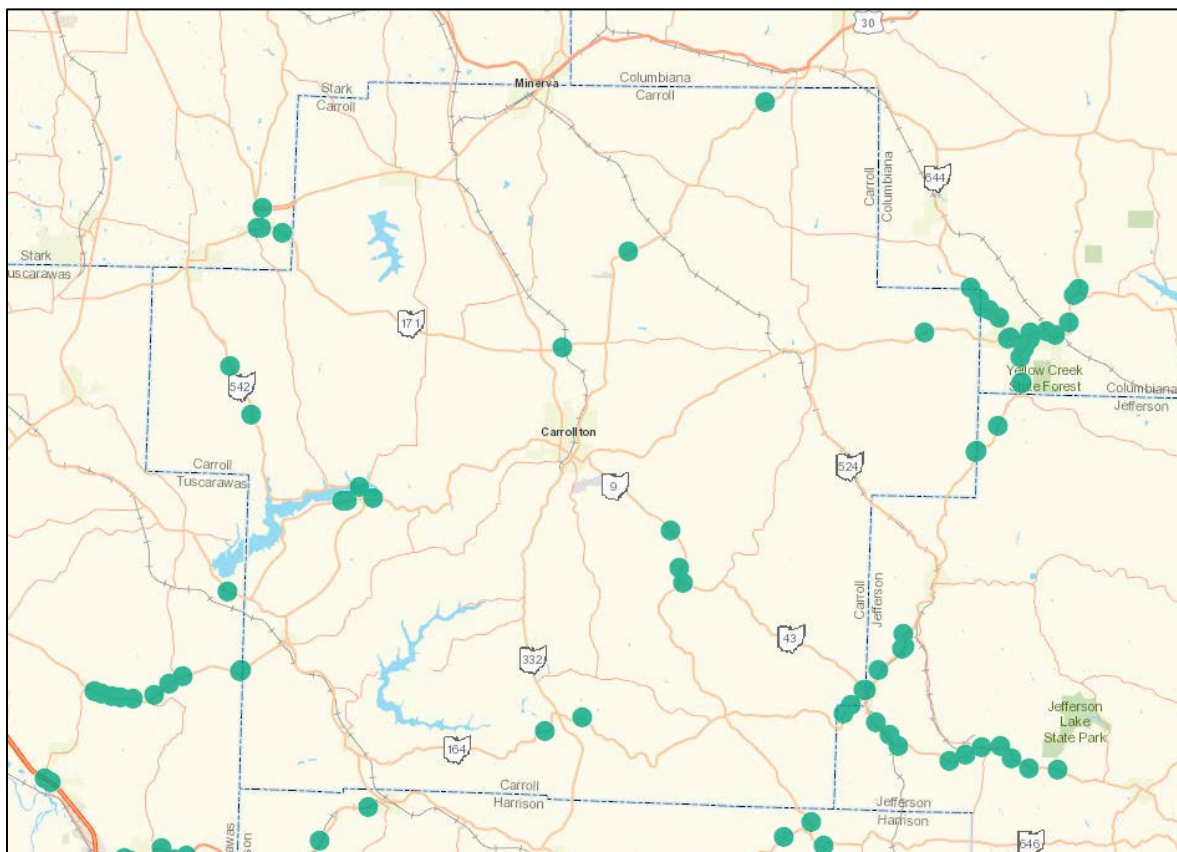 30
Minerva
Columbiana
Carroll
Stark
Carroll
Carroll
Columbiana
644
Stark
Tuscarawas
171
542
Yellow Creek
State Forest
Columbiana
Jefferson
Carrollton
Carroll
Tuscarawas
9
524
Carroll
Jefferson
43
332
Jefferson
Lake
State Park
164
Carroll
Harrison
Jefferson
Harrison
646